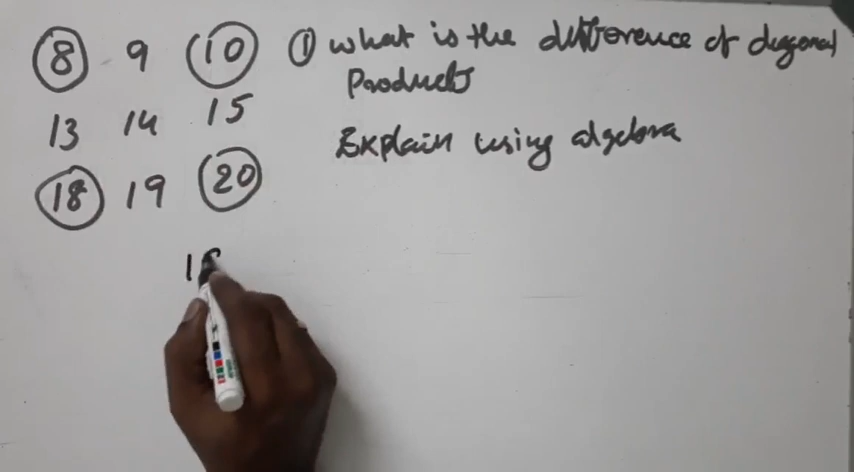 8 9 10 ① What is the difference of diagonal
Products
13 14 15
Explain using algebra
18 19 20
1